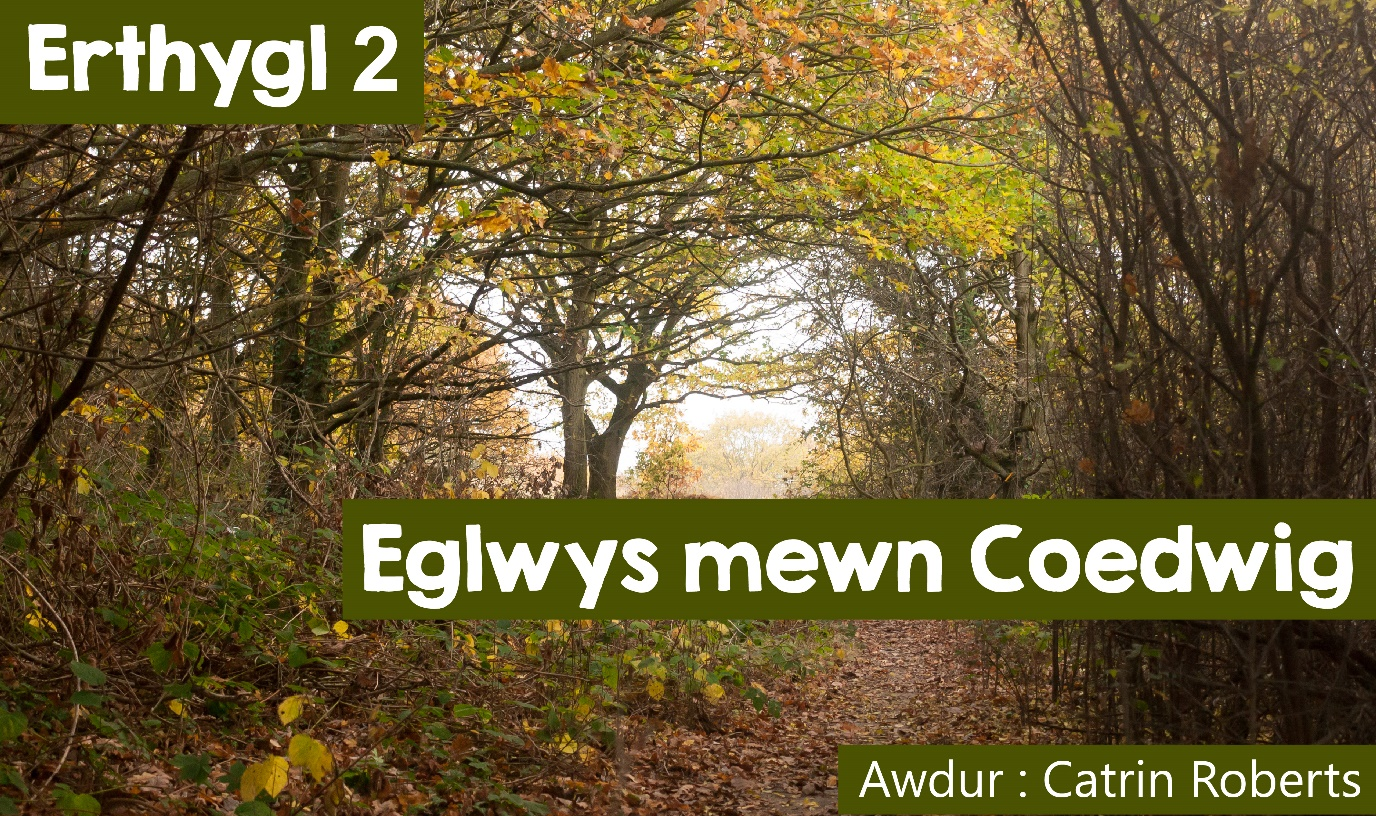 Erthygl 2
Eglwys mewn Coedwig
Awdur : Catrin Roberts